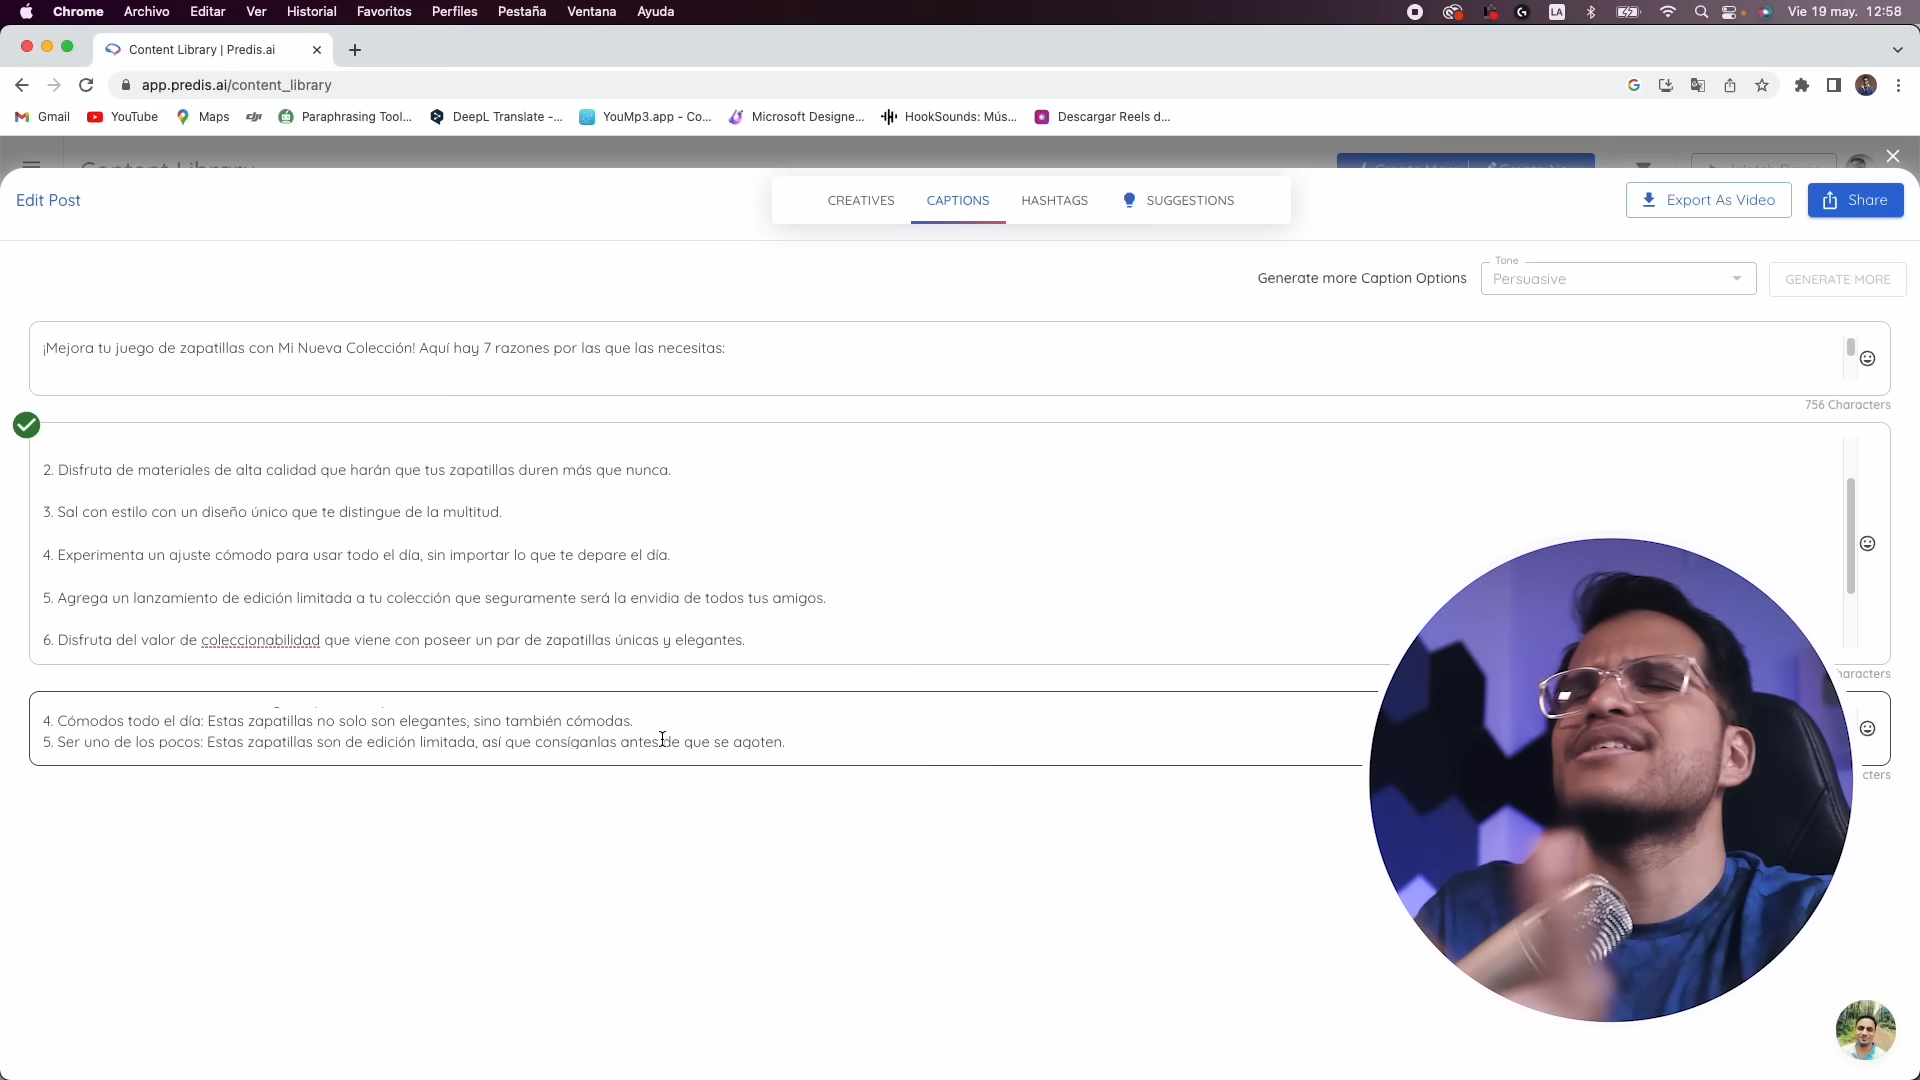 Chrome Archivo Editar Ver Historial Favoritos Perfiles Pestaña Ventana Ayuda
LA
Vie 19 may. 12:58
Content Library | Predis.ai
app.predis.ai/content_library
Gmail YouTube Maps Paraphrasing Tool... DeepL Translate -... YouMp3.app - Co... Microsoft Designe... HookSounds: Mús... Descargar Reels d...
Content Library
Edit Post
CREATIVES CAPTIONS HASHTAGS SUGGESTIONS
Export As Video
Share
Generate more Caption Options
Tone
Persuasive
GENERATE MORE
¡Mejora tu juego de zapatillas con Mi Nueva Colección! Aquí hay 7 razones por las que las necesitas:
756 Characters
2. Disfruta de materiales de alta calidad que harán que tus zapatillas duren más que nunca.
3. Sal con estilo con un diseño único que te distingue de la multitud.
4. Experimenta un ajuste cómodo para usar todo el día, sin importar lo que te depare el día.
5. Agrega un lanzamiento de edición limitada a tu colección que seguramente será la envidia de todos tus amigos.
6. Disfruta del valor de coleccionabilidad que viene con poseer un par de zapatillas únicas y elegantes.
haracters
4. Cómodos todo el día: Estas zapatillas no solo son elegantes, sino también cómodas.
5. Ser uno de los pocos: Estas zapatillas son de edición limitada, así que consíganlas antes de que se agoten.
cters